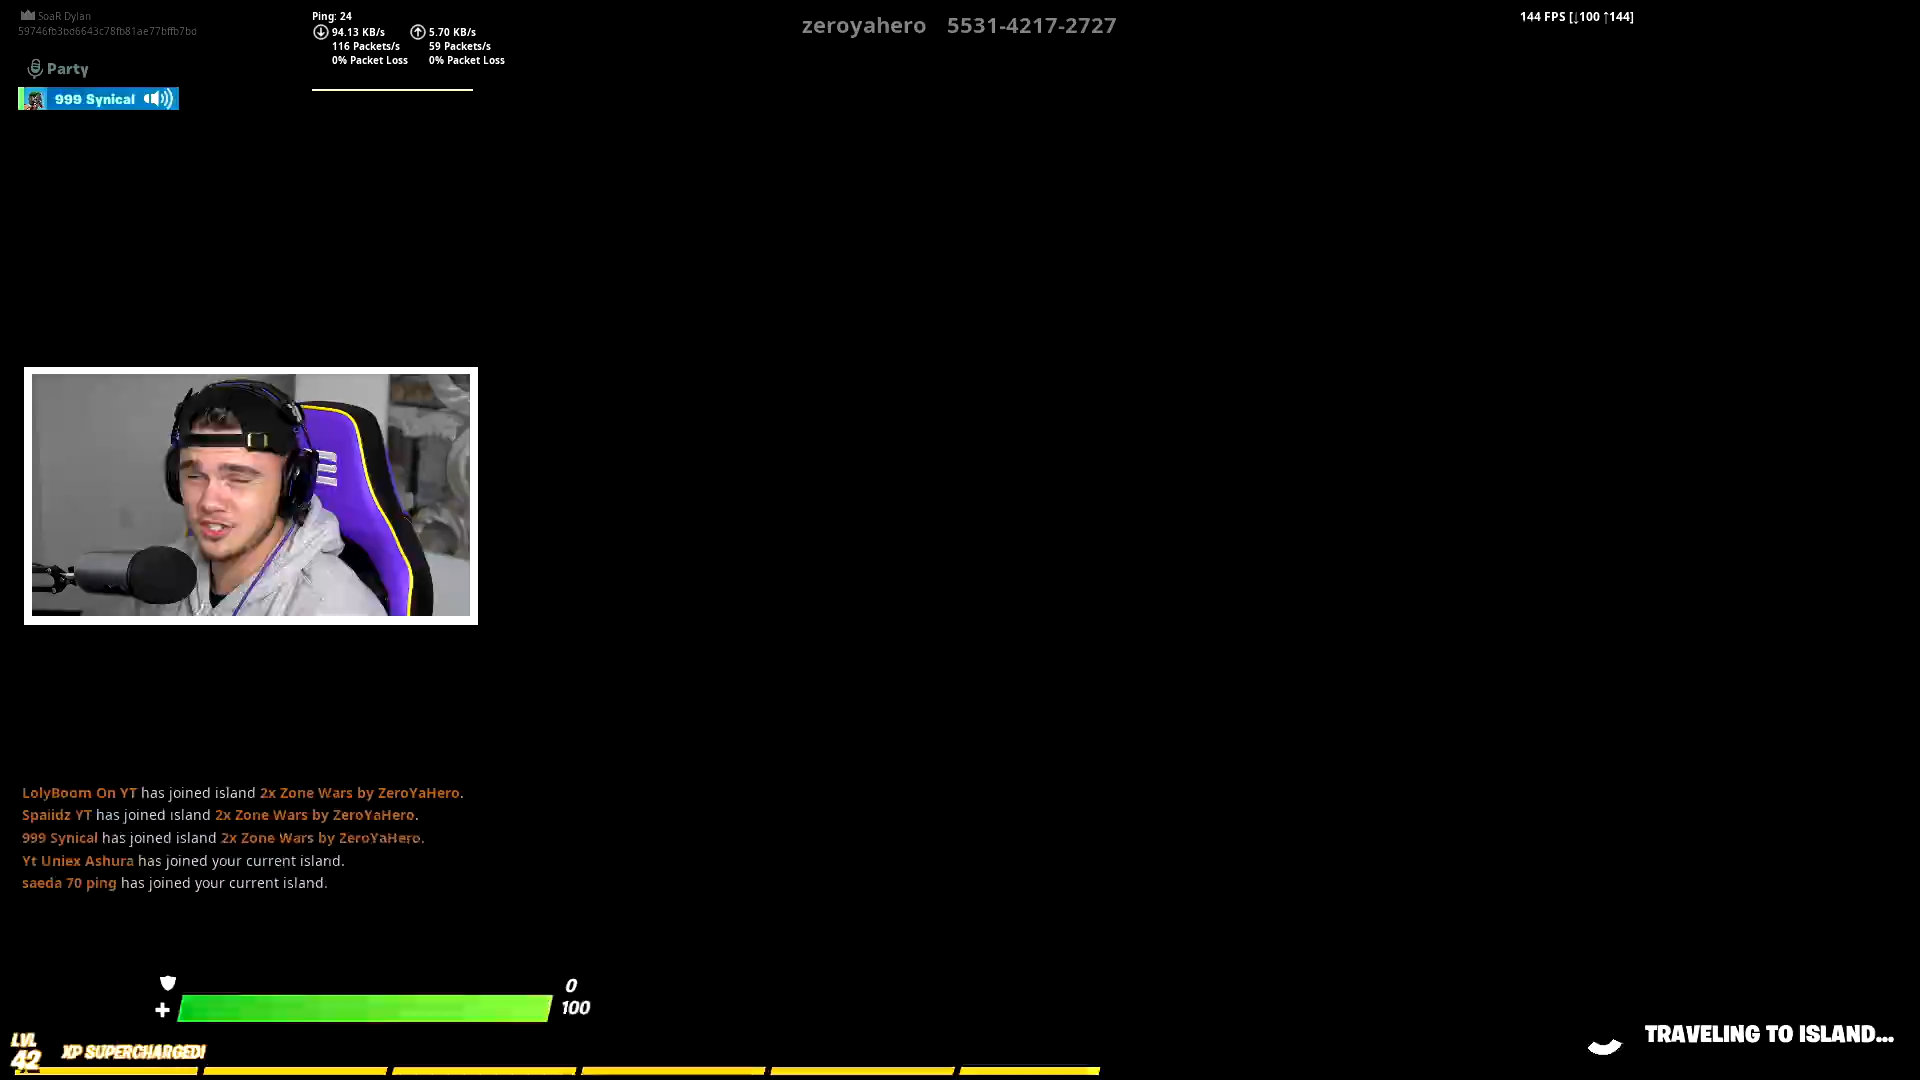 SoaR Dylan
Ping: 24
94.13 KB/s 5.70 KB/s
116 Packets/s 59 Packets/s
0% Packet Loss 0% Packet Loss
zeroyahero 5531-4217-2727
144 FPS [↓100 ↑144]
Party
999 Synical
LolyBoom On YT has joined island 2x Zone Wars by ZeroYaHero.
Spaiidz YT has joined island 2x Zone Wars by ZeroYaHero.
999 Synical has joined island 2x Zone Wars by ZeroYaHero.
Yt Uniex Ashura has joined your current island.
saeda 70 ping has joined your current island.
0
100
LVL
42
XP SUPERCHARGED!
TRAVELING TO ISLAND...